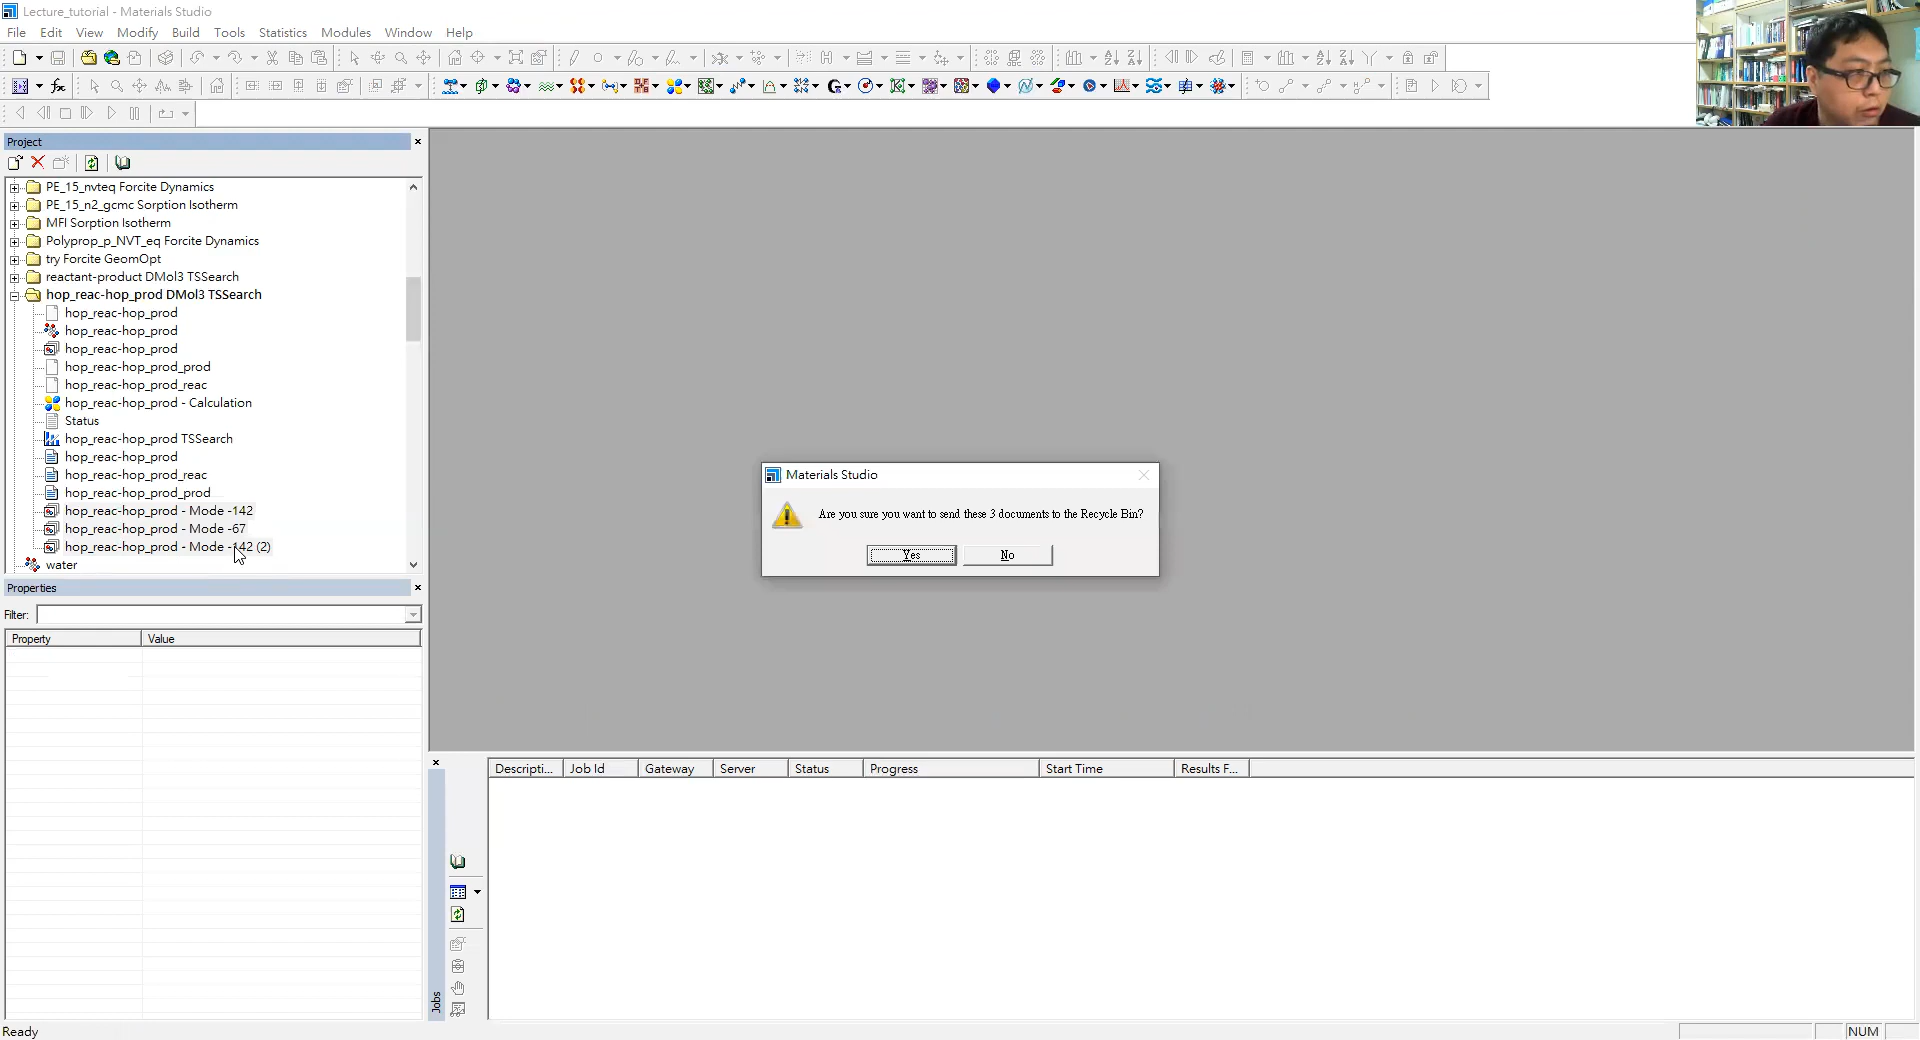 Lecture_tutorial - Materials Studio
File Edit View Modify Build Tools Statistics Modules Window Help
Project
PE_15_nvteq Forcite Dynamics
PE_15_n2_gcmc Sorption Isotherm
MFI Sorption Isotherm
Polyprop_p_NVT_eq Forcite Dynamics
try Forcite GeomOpt
reactant-product DMol3 TSSearch
hop_reac-hop_prod DMol3 TSSearch
hop_reac-hop_prod
hop_reac-hop_prod
hop_reac-hop_prod
hop_reac-hop_prod_prod
hop_reac-hop_prod_reac
hop_reac-hop_prod - Calculation
Status
hop_reac-hop_prod TSSearch
hop_reac-hop_prod
hop_reac-hop_prod_reac
hop_reac-hop_prod_prod
hop_reac-hop_prod - Mode -142
hop_reac-hop_prod - Mode -67
hop_reac-hop_prod - Mode -142 (2)
water
Properties
Filter:
Property Value
Materials Studio
Are you sure you want to send these 3 documents to the Recycle Bin?
Yes No
Descripti... Job Id Gateway Server Status Progress Start Time Results F...
Jobs
Ready NUM